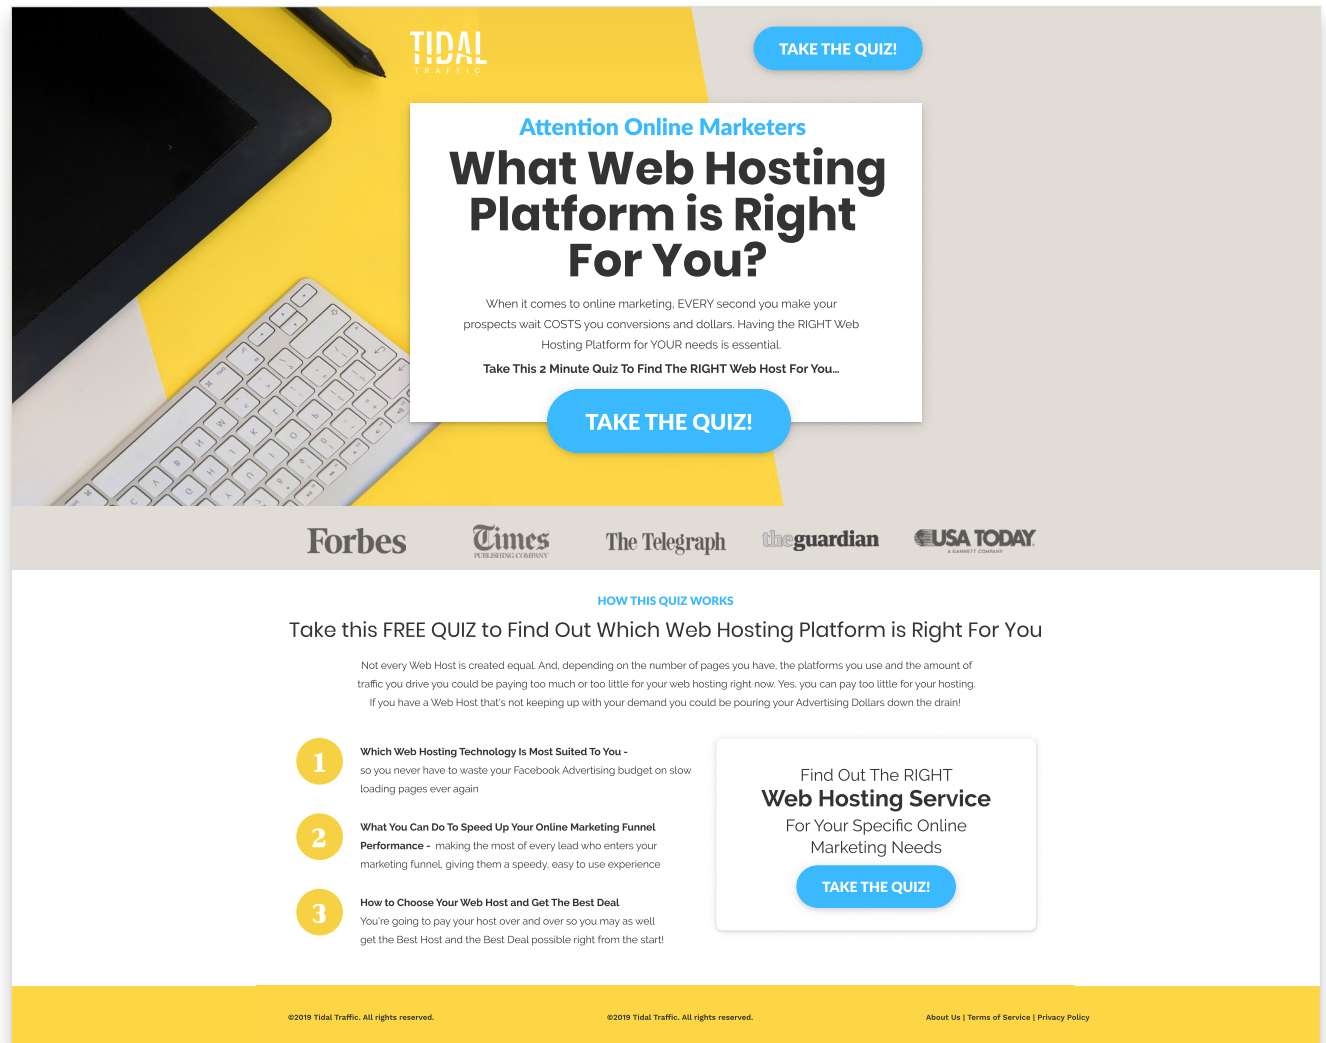 TIDAL
TRAFFIC
TAKE THE QUIZ!
Attention Online Marketers
What Web Hosting
Platform is Right
For You?
When it comes to online marketing, EVERY second you make your
prospects wait COSTS you conversions and dollars. Having the RIGHT Web
Hosting Platform for YOUR needs is essential.
Take This 2 Minute Quiz To Find The RIGHT Web Host For You...
TAKE THE QUIZ!
Forbes
Times
PUBLISHING COMPANY
The Telegraph
theguardian
USA TODAY
A GANNETT COMPANY
HOW THIS QUIZ WORKS
Take this FREE QUIZ to Find Out Which Web Hosting Platform is Right For You
Not every Web Host is created equal. And, depending on the number of pages you have, the platforms you use and the amount of
traffic you drive you could be paying too much or too little for your web hosting right now. Yes, you can pay too little for your hosting.
If you have a Web Host that's not keeping up with your demand you could be pouring your Advertising Dollars down the drain!
1
Which Web Hosting Technology Is Most Suited To You -
so you never have to waste your Facebook Advertising budget on slow
loading pages ever again
2
What You Can Do To Speed Up Your Online Marketing Funnel
Performance - making the most of every lead who enters your
marketing funnel, giving them a speedy, easy to use experience
3
How to Choose Your Web Host and Get The Best Deal
You're going to pay your host over and over so you may as well
get the Best Host and the Best Deal possible right from the start!
Find Out The RIGHT
Web Hosting Service
For Your Specific Online
Marketing Needs
TAKE THE QUIZ!
©2019 Tidal Traffic. All rights reserved.
©2019 Tidal Traffic. All rights reserved.
About Us | Terms of Service | Privacy Policy